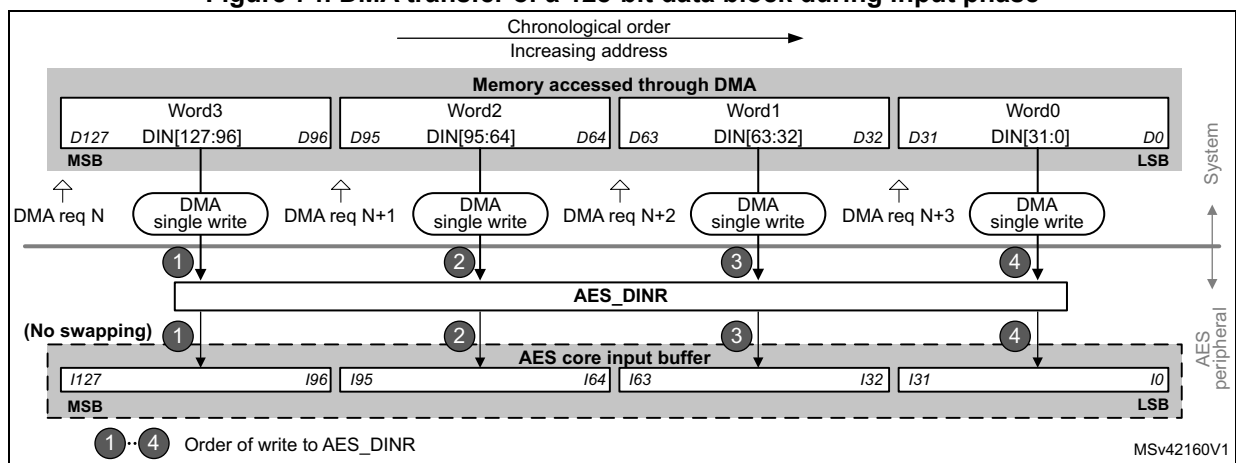 Figure 74. DMA transfer of a 128-bit data block during input phase
Chronological order
Increasing address
Memory accessed through DMA
Word3 Word2 Word1 Word0
D127 DIN[127:96] D96 D95 DIN[95:64] D64 D63 DIN[63:32] D32 D31 DIN[31:0] D0
MSB LSB
System
DMA req N DMA single write DMA req N+1 DMA single write DMA req N+2 DMA single write DMA req N+3 DMA single write
1 2 3 4
AES_DINR
AES peripheral
(No swapping) 1 2 3 4
AES core input buffer
I127 I96 I95 I64 I63 I32 I31 I0
MSB LSB
1··4 Order of write to AES_DINR
MSv42160V1